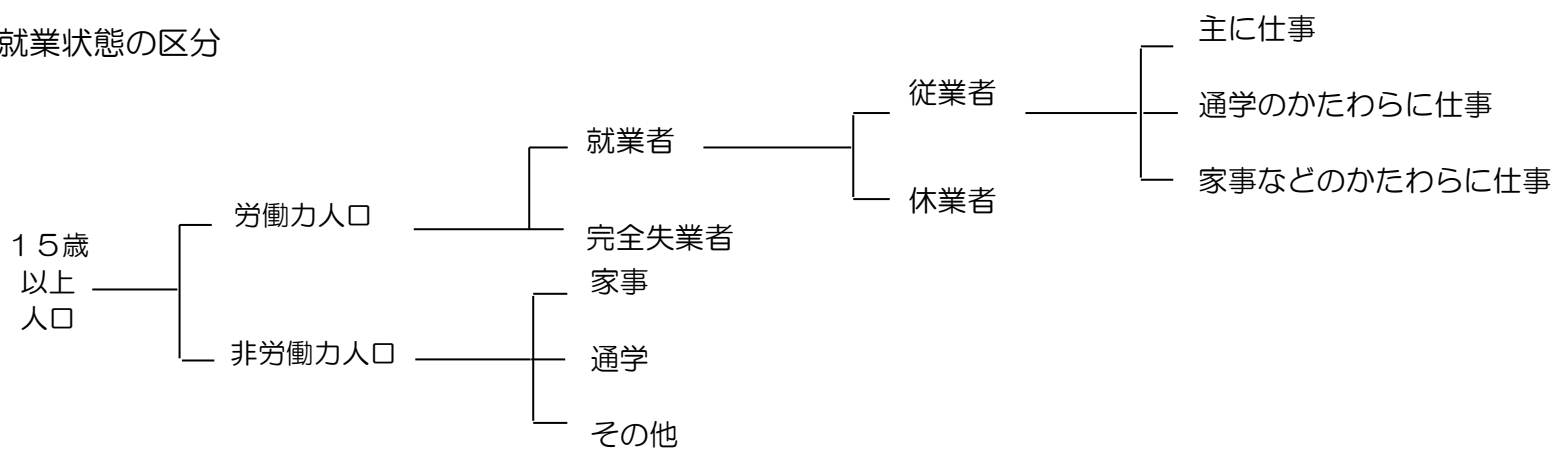 就業状態の区分
主に仕事
従業者
通学のかたわらに仕事
就業者
家事などのかたわらに仕事
休業者
労働力人口
完全失業者
15歳
以上
人口
家事
非労働力人口
通学
その他